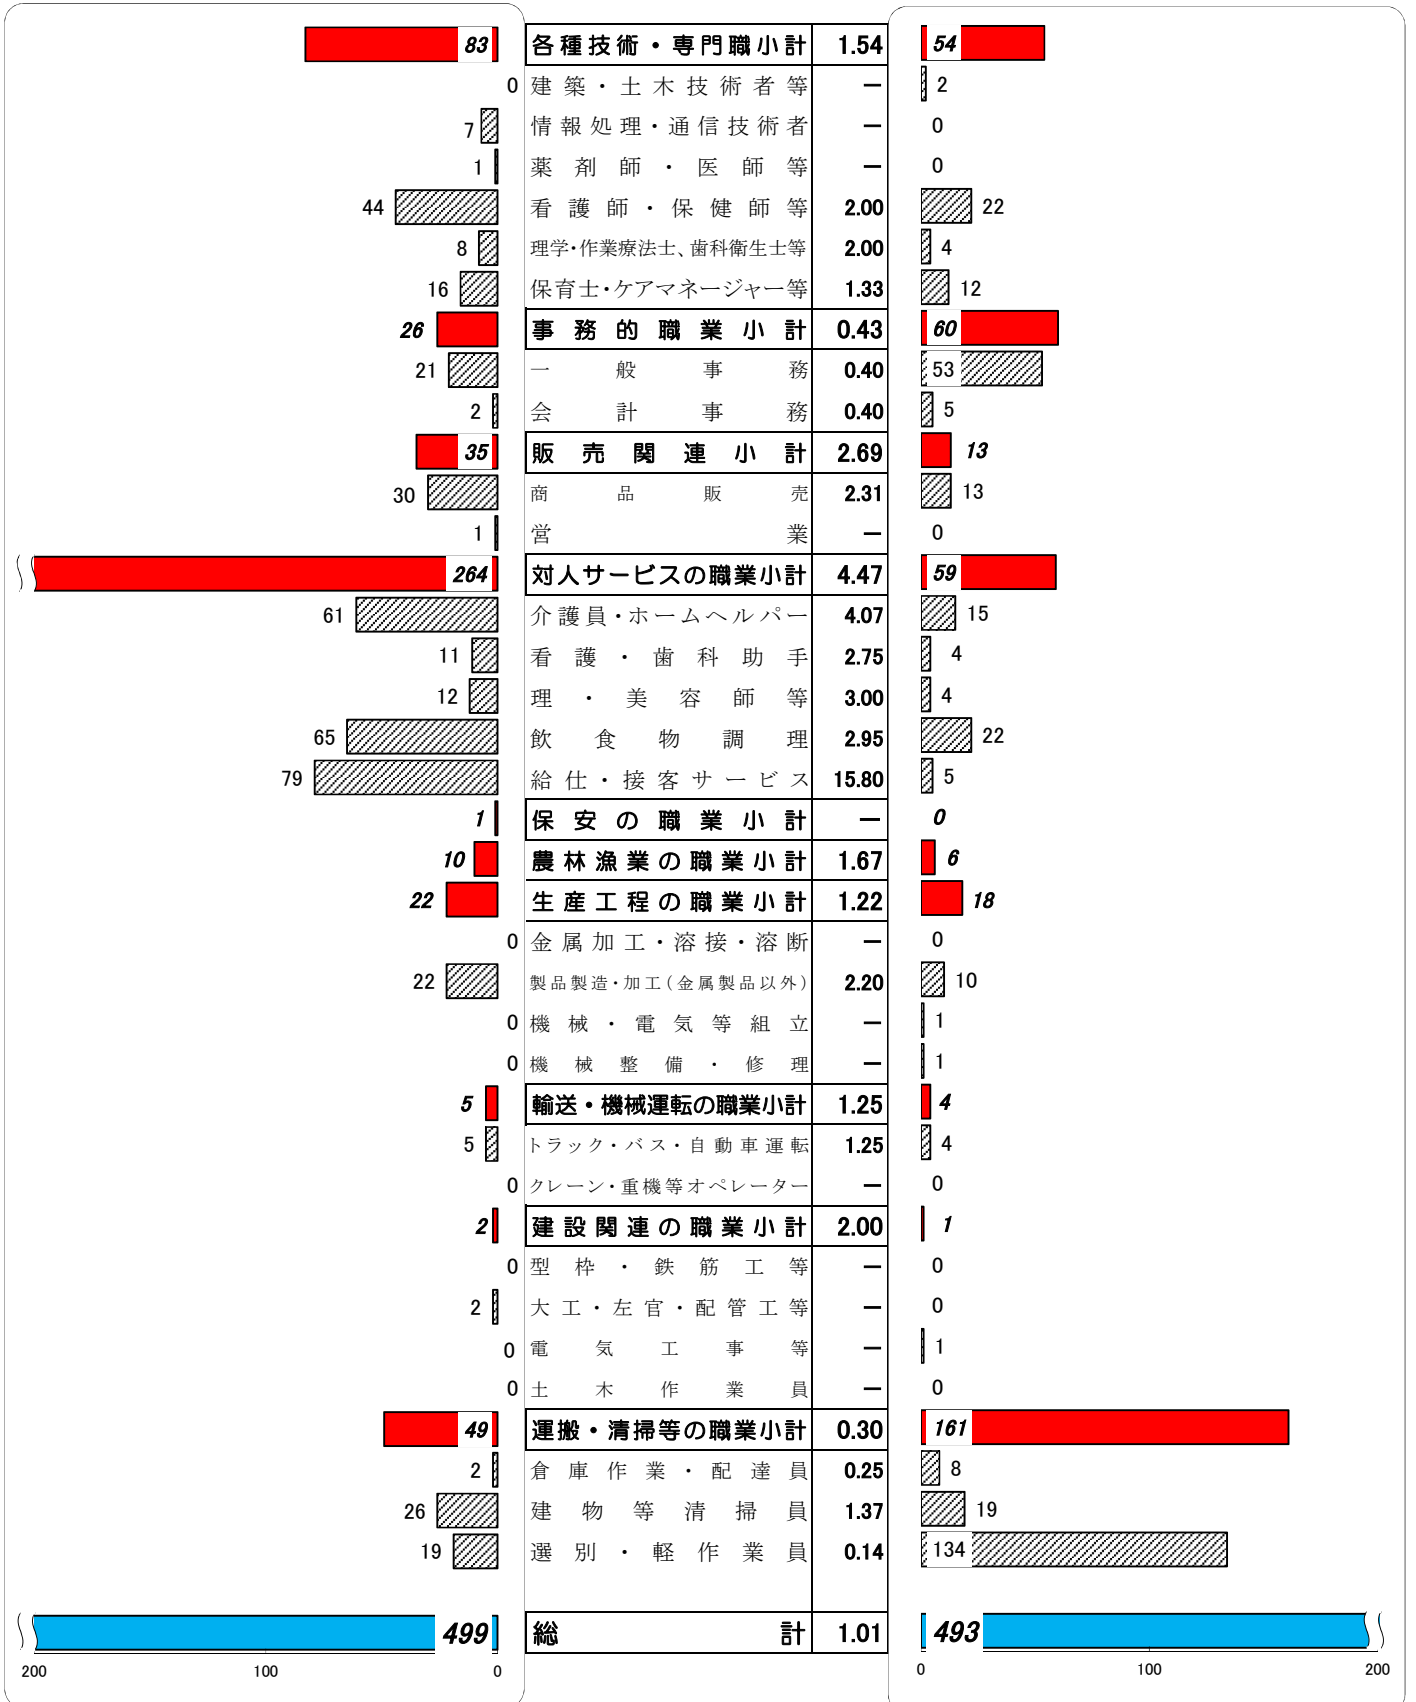 83 各種技術・専門職小計 1.54 54
0 建築・土木技術者等 ー 2
7 情報処理・通信技術者 ー 0
1 薬剤師・医師等 ー 0
44 看護師・保健師等 2.00 22
8 理学・作業療法士、歯科衛生士等 2.00 4
16 保育士・ケアマネージャー等 1.33 12
26 事務的職業小計 0.43 60
21 一般事務 0.40 53
2 会計事務 0.40 5
35 販売関連小計 2.69 13
30 商品販売 2.31 13
1 営業 ー 0
264 対人サービスの職業小計 4.47 59
61 介護員・ホームヘルパー 4.07 15
11 看護・歯科助手 2.75 4
12 理・美容師等 3.00 4
65 飲食物調理 2.95 22
79 給仕・接客サービス 15.80 5
1 保安の職業小計 ー 0
10 農林漁業の職業小計 1.67 6
22 生産工程の職業小計 1.22 18
0 金属加工・溶接・溶断 ー 0
22 製品製造・加工(金属製品以外) 2.20 10
0 機械・電気等組立 ー 1
0 機械整備・修理 ー 1
5 輸送・機械運転の職業小計 1.25 4
5 トラック・バス・自動車運転 1.25 4
0 クレーン・重機等オペレーター ー 0
2 建設関連の職業小計 2.00 1
0 型枠・鉄筋工等 ー 0
2 大工・左官・配管工等 ー 0
0 電気工事等 ー 1
0 土木作業員 ー 0
49 運搬・清掃等の職業小計 0.30 161
2 倉庫作業・配達員 0.25 8
26 建物等清掃員 1.37 19
19 選別・軽作業員 0.14 134
499 総計 1.01 493
200 100 0 0 100 200